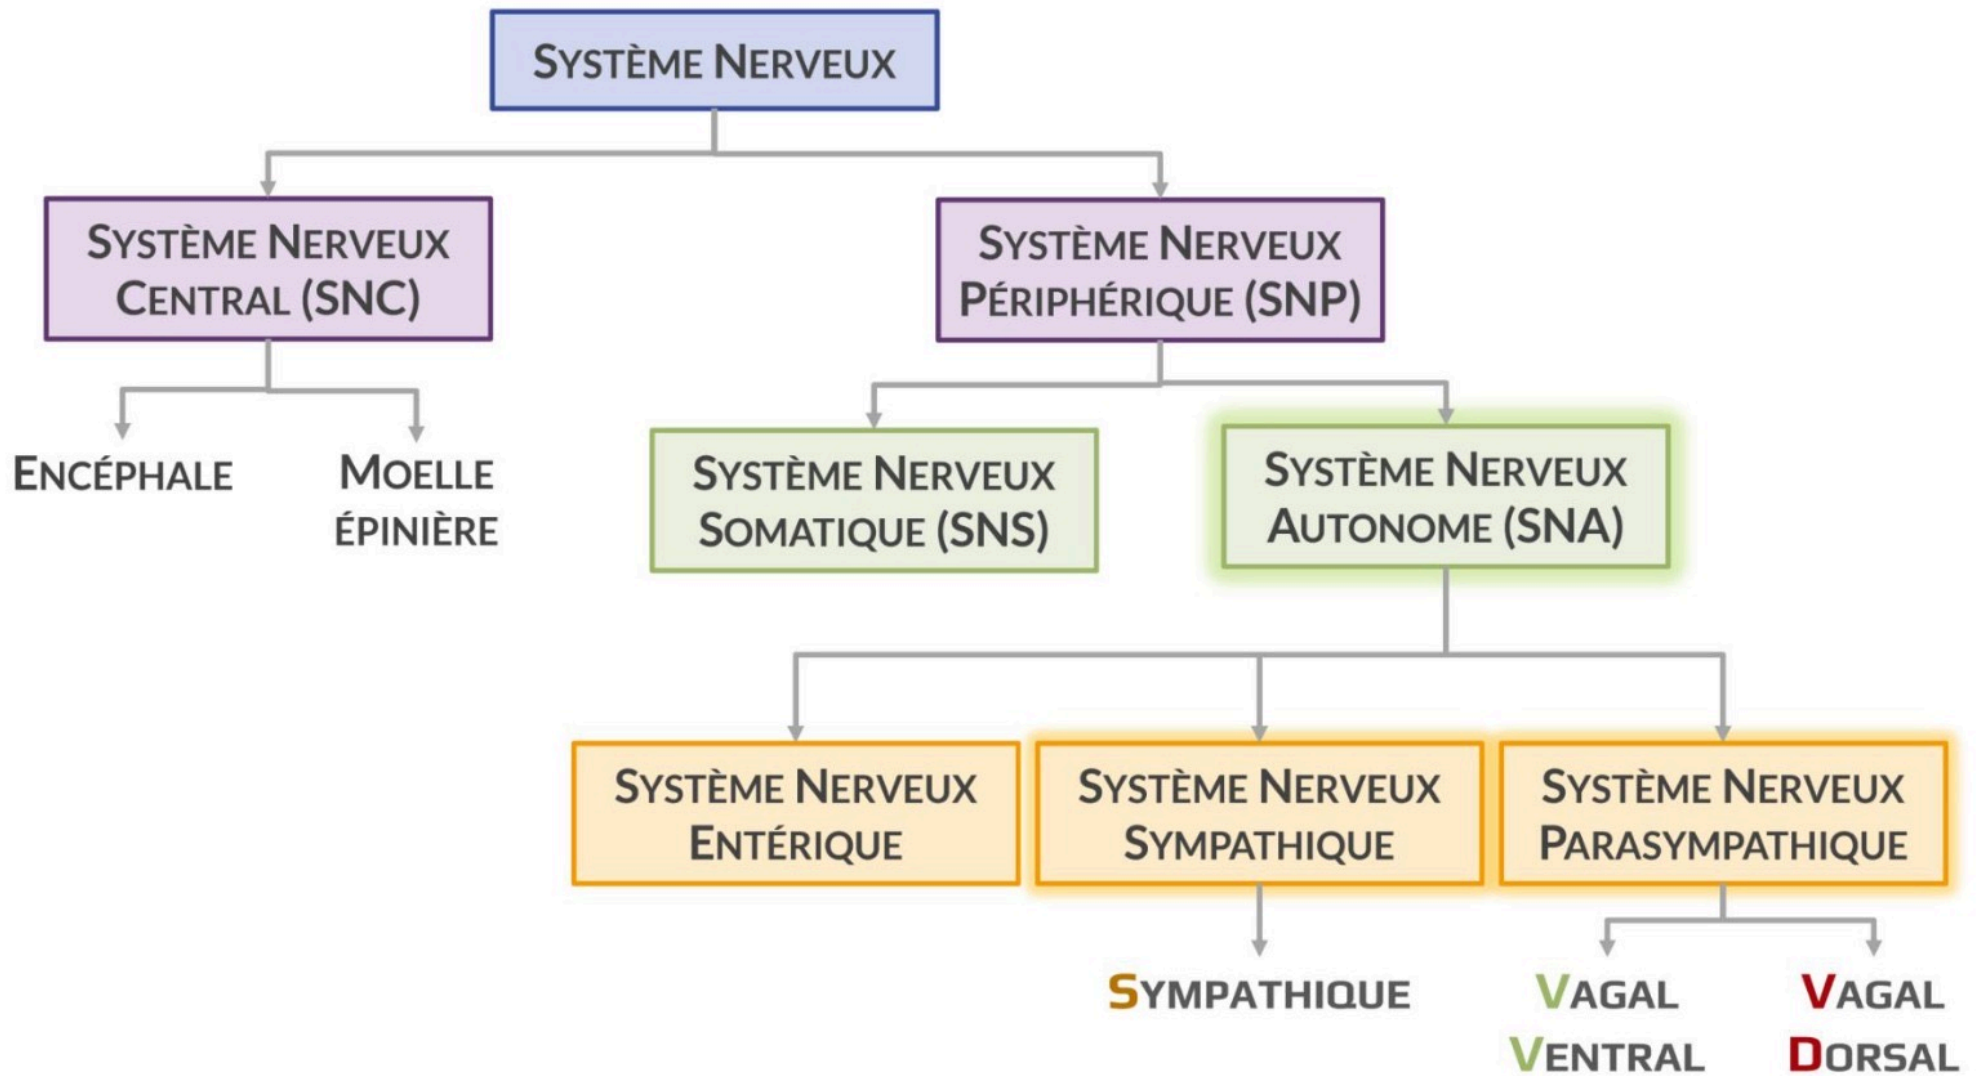 SYSTÈME NERVEUX
SYSTÈME NERVEUX
CENTRAL (SNC)
SYSTÈME NERVEUX
PÉRIPHÉRIQUE (SNP)
ENCÉPHALE
MOELLE
ÉPINIÈRE
SYSTÈME NERVEUX
SOMATIQUE (SNS)
SYSTÈME NERVEUX
AUTONOME (SNA)
SYSTÈME NERVEUX
ENTÉRIQUE
SYSTÈME NERVEUX
SYMPATHIQUE
SYSTÈME NERVEUX
PARASYMPATHIQUE
SYMPATHIQUE
VAGAL
VENTRAL
VAGAL
DORSAL